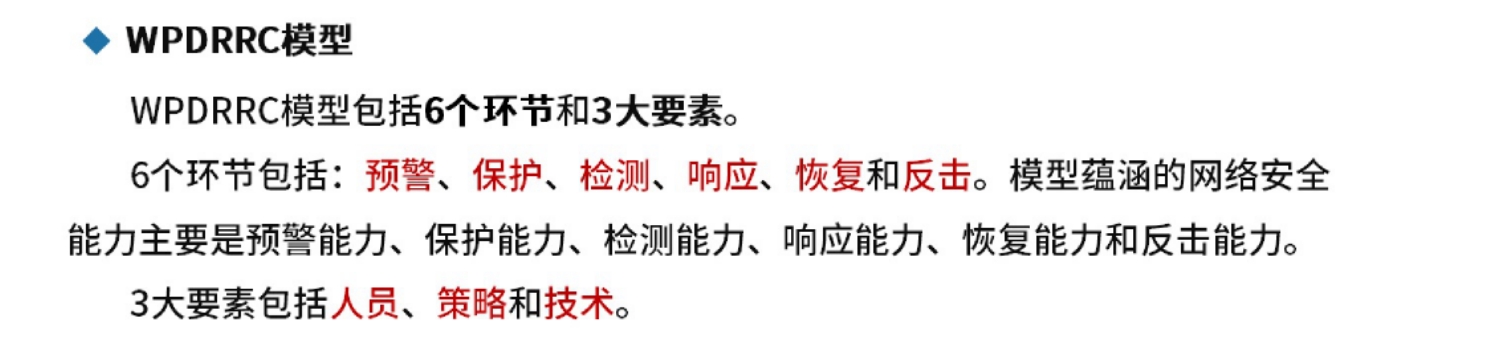 ◆ WPDRRC模型
WPDRRC模型包括6个环节和3大要素。
6个环节包括：预警、保护、检测、响应、恢复和反击。模型蕴涵的网络安全
能力主要是预警能力、保护能力、检测能力、响应能力、恢复能力和反击能力。
3大要素包括人员、策略和技术。